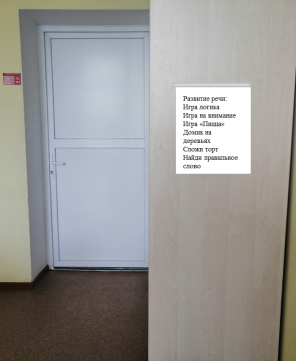 Развитие речи:
Игра логика
Игра на внимание
Игра «Пицца»
Домик на
деревьях
Сложи торт
Найди правильное
слово